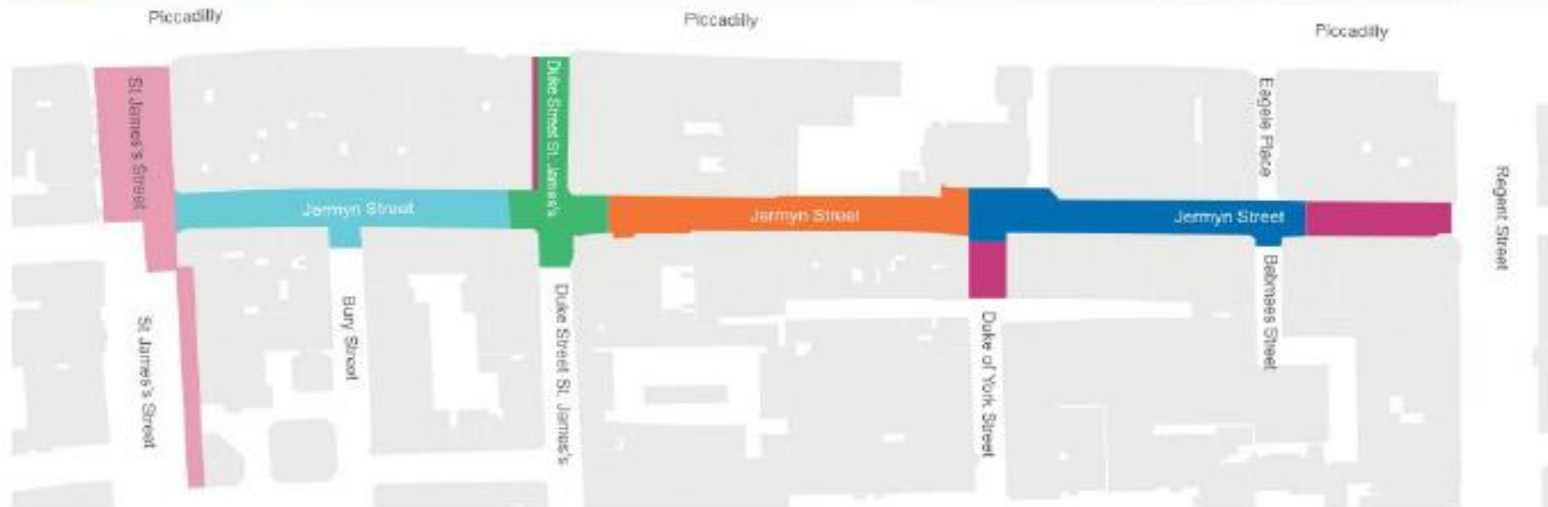 Piccadilly
Piccadilly
Piccadilly
St James's Street
Duke Street St. James's
Eagele Place
Regent Street
Jermyn Street
Jermyn Street
Jermyn Street
St James's Street
Bury Street
Duke Street St. James's
Duke of York Street
Babmaes Street